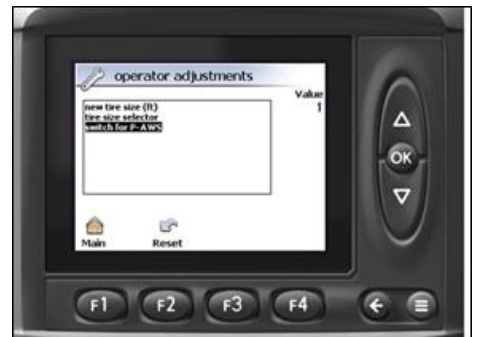 operator adjustments
Value
new tire size (ft)
1
tire size selector
switch for P-AWS
Main
Reset
OK
F1
F2
F3
F4